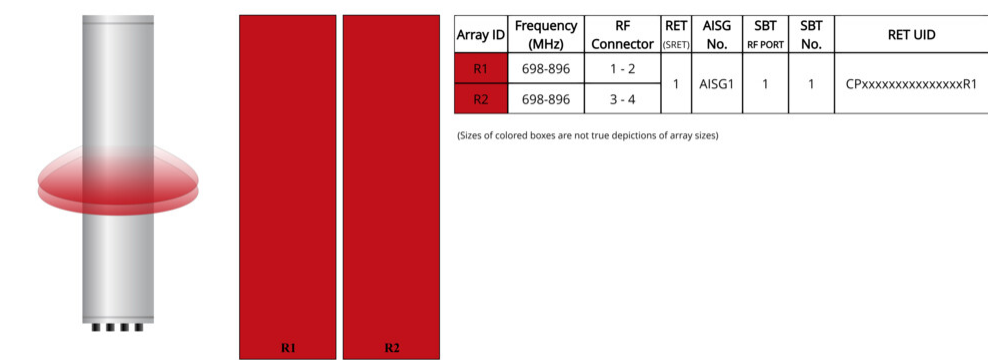 Array ID Frequency (MHz) RF Connector RET (SRET) AISG No. SBT RF PORT SBT No. RET UID
R1 698-896 1 - 2 1 AISG1 1 1 CPxxxxxxxxxxxxxxxR1
R2 698-896 3 - 4
(Sizes of colored boxes are not true depictions of array sizes)
R1 R2